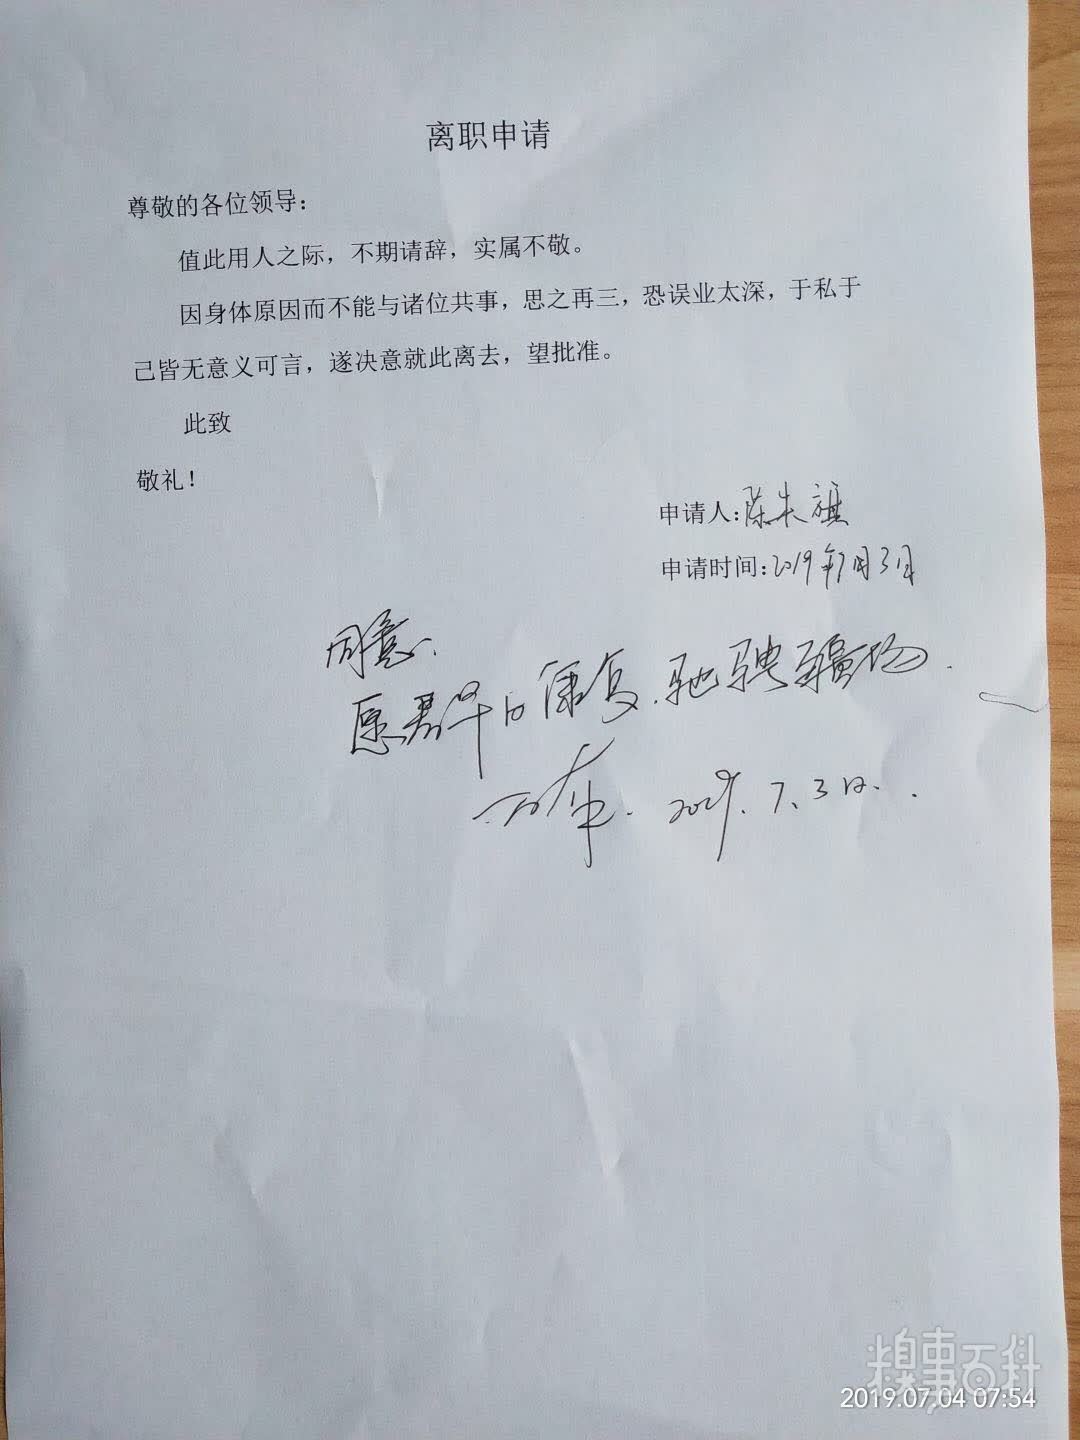 离职申请
尊敬的各位领导：
值此用人之际，不期请辞，实属不敬。
因身体原因而不能与诸位共事，思之再三，恐误业太深，于私于
己皆无意义可言，遂决意就此离去，望批准。
此致
敬礼！
申请人：陈朱
申请时间：2019年7月3日
同意.
愿君早日康复.驰骋疆场.
2019.7.3日.
糗事百科
2019.07.04 07:54